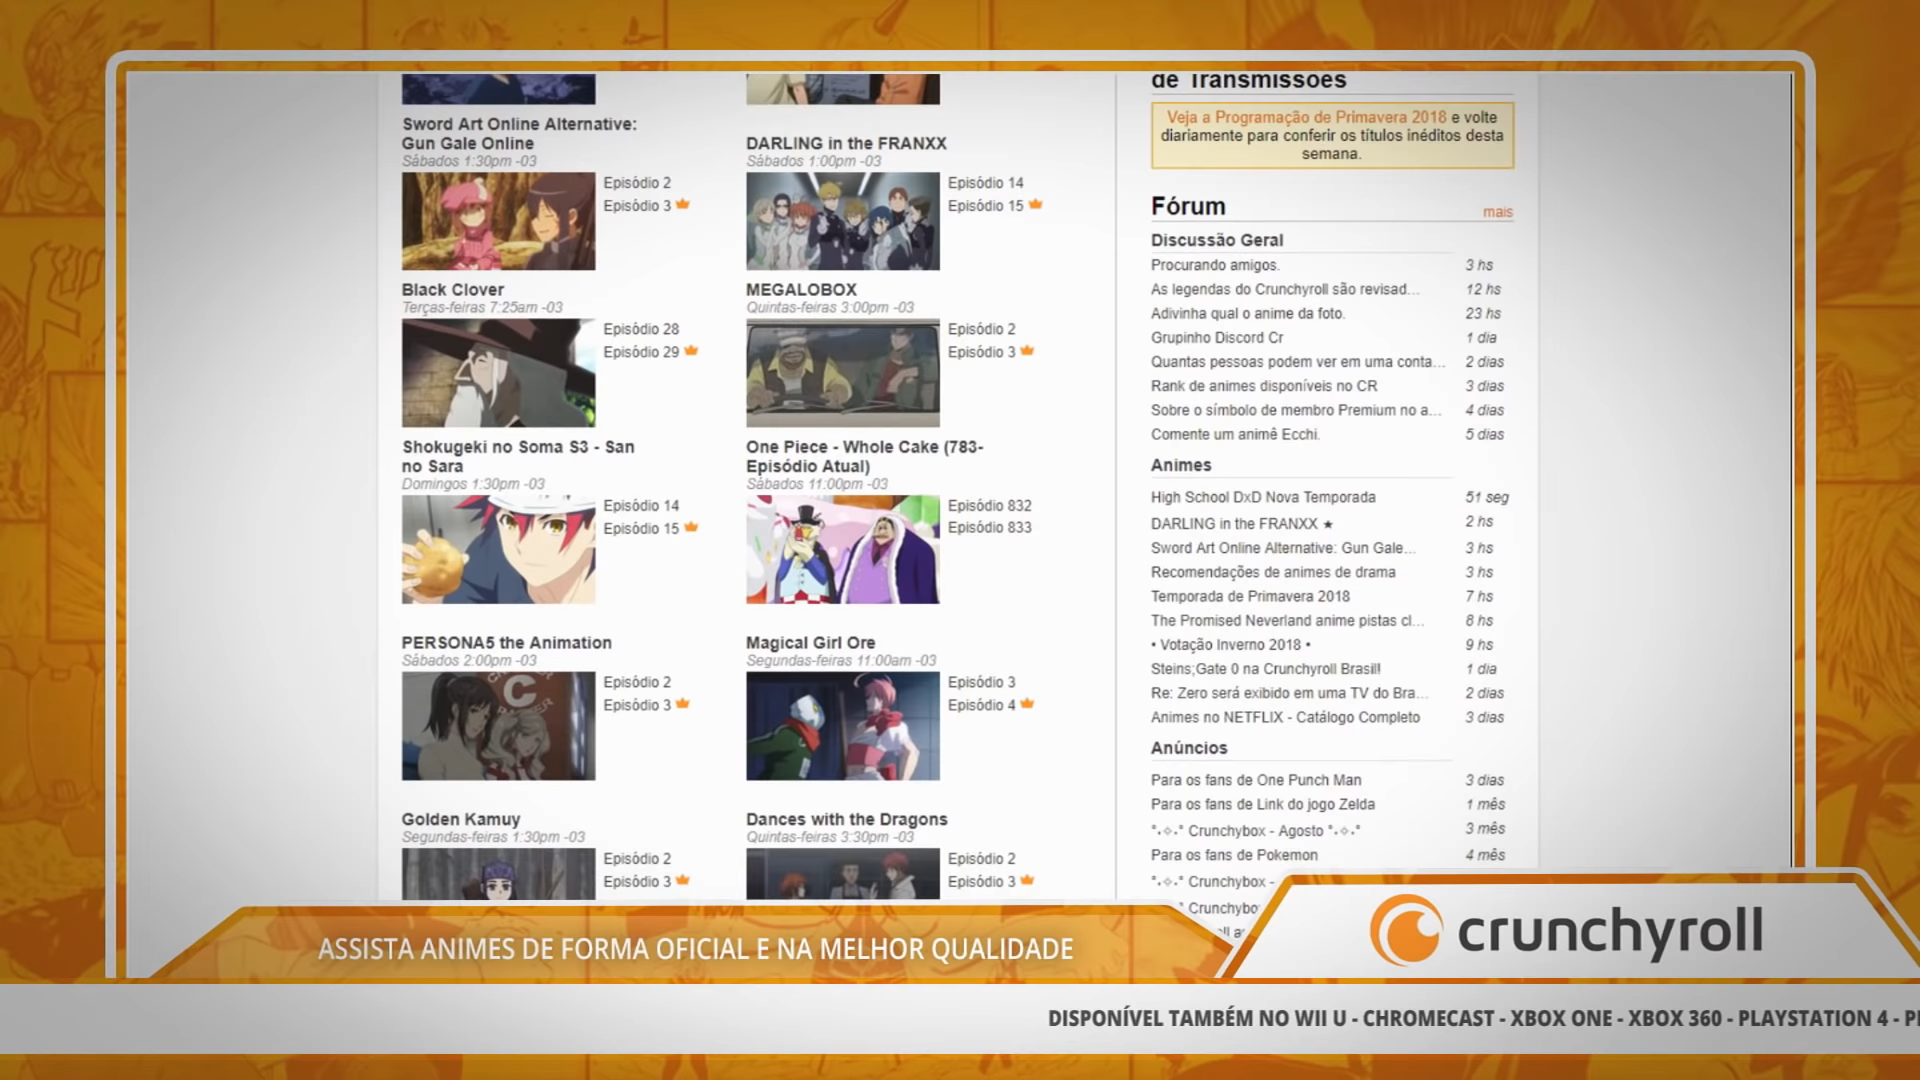 Sword Art Online Alternative:
Gun Gale Online
Sábados 1:30pm -03
Episódio 2
Episódio 3
DARLING in the FRANXX
Sábados 1:00pm -03
Episódio 14
Episódio 15
Black Clover
Terças-feiras 7:25am -03
Episódio 28
Episódio 29
MEGALOBOX
Quintas-feiras 3:00pm -03
Episódio 2
Episódio 3
Shokugeki no Soma S3 - San
no Sara
Domingos 1:30pm -03
Episódio 14
Episódio 15
One Piece - Whole Cake (783-
Episódio Atual)
Sábados 11:00pm -03
Episódio 832
Episódio 833
PERSONA5 the Animation
Sábados 2:00pm -03
Episódio 2
Episódio 3
Magical Girl Ore
Segundas-feiras 11:00am -03
Episódio 3
Episódio 4
Golden Kamuy
Segundas-feiras 1:30pm -03
Episódio 2
Episódio 3
Dances with the Dragons
Quintas-feiras 3:30pm -03
Episódio 2
Episódio 3
de Transmissões
Veja a Programação de Primavera 2018 e volte
diariamente para conferir os títulos inéditos desta
semana.
Fórum mais
Discussão Geral
Procurando amigos. 3 hs
As legendas do Crunchyroll são revisad... 12 hs
Adivinha qual o anime da foto. 23 hs
Grupinho Discord Cr 1 dia
Quantas pessoas podem ver em uma conta... 2 dias
Rank de animes disponíveis no CR 3 dias
Sobre o símbolo de membro Premium no a... 4 dias
Comente um animê Ecchi. 5 dias
Animes
High School DxD Nova Temporada 51 seg
DARLING in the FRANXX ★ 2 hs
Sword Art Online Alternative: Gun Gale... 3 hs
Recomendações de animes de drama 3 hs
Temporada de Primavera 2018 7 hs
The Promised Neverland anime pistas cl... 8 hs
• Votação Inverno 2018 • 9 hs
Steins;Gate 0 na Crunchyroll Brasil! 1 dia
Re: Zero será exibido em uma TV do Bra... 2 dias
Animes no NETFLIX - Catálogo Completo 3 dias
Anúncios
Para os fans de One Punch Man 3 dias
Para os fans de Link do jogo Zelda 1 mês
°˖✧˖° Crunchybox - Agosto °˖✧˖° 3 mês
Para os fans de Pokemon 4 mês
°˖✧˖° Crunchybox -
° Crunchybo
ASSISTA ANIMES DE FORMA OFICIAL E NA MELHOR QUALIDADE
crunchyroll
DISPONÍVEL TAMBÉM NO WII U - CHROMECAST - XBOX ONE - XBOX 360 - PLAYSTATION 4 - P